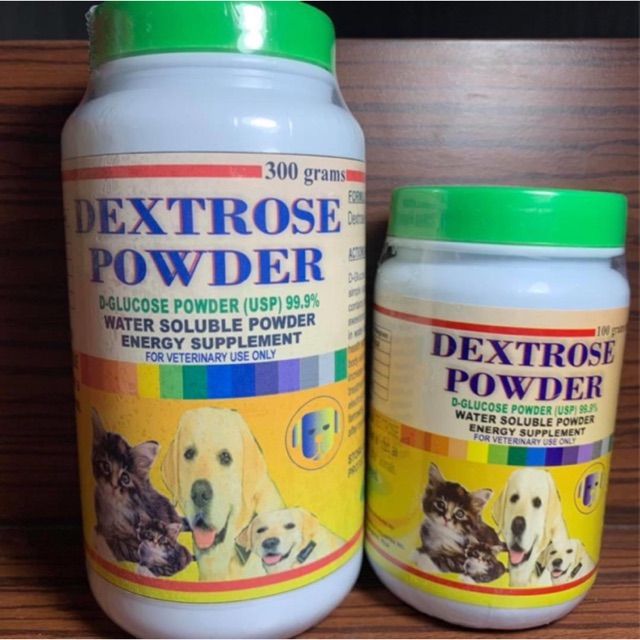 300 grams
DEXTROSE
POWDER
D-GLUCOSE POWDER (USP) 99.9%
WATER SOLUBLE POWDER
ENERGY SUPPLEMENT
FOR VETERINARY USE ONLY
100 grams
DEXTROSE
POWDER
D-GLUCOSE POWDER (USP) 99.9%
WATER SOLUBLE POWDER
ENERGY SUPPLEMENT
FOR VETERINARY USE ONLY